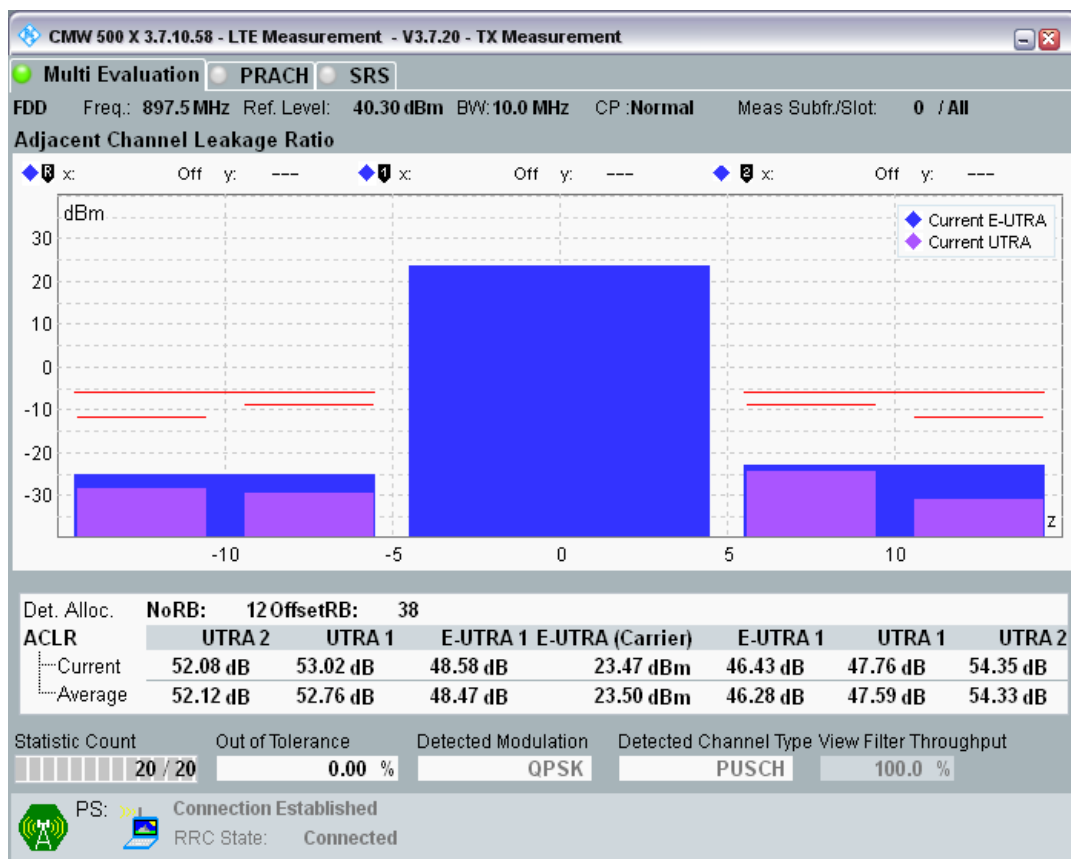 CMW 500 X 3.7.10.58 - LTE Measurement - V3.7.20 - TX Measurement
Multi Evaluation PRACH SRS
FDD Freq.: 897.5 MHz Ref. Level: 40.30 dBm BW: 10.0 MHz CP :Normal Meas Subfr./Slot: 0 / All
Adjacent Channel Leakage Ratio
R x: Off y: --- 1 x: Off y: --- 2 x: Off y: ---
dBm
Current E-UTRA
Current UTRA
30
20
10
0
-10
-20
-30
z
-10 -5 0 5 10
Det. Alloc. NoRB: 12 OffsetRB: 38
ACLR UTRA 2 UTRA 1 E-UTRA 1 E-UTRA (Carrier) E-UTRA 1 UTRA 1 UTRA 2
Current 52.08 dB 53.02 dB 48.58 dB 23.47 dBm 46.43 dB 47.76 dB 54.35 dB
Average 52.12 dB 52.76 dB 48.47 dB 23.50 dBm 46.28 dB 47.59 dB 54.33 dB
Statistic Count Out of Tolerance Detected Modulation Detected Channel Type View Filter Throughput
20 / 20 0.00 % QPSK PUSCH 100.0 %
PS: Connection Established
RRC State: Connected